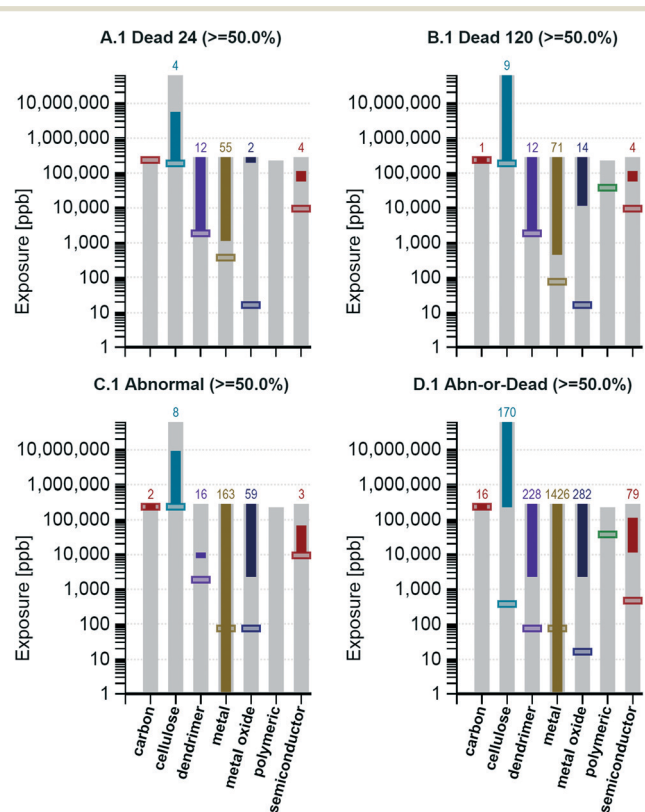 A.1 Dead 24 (>=50.0%)
4
12 55 2 4
10,000,000
1,000,000
100,000
10,000
1,000
100
10
1
Exposure [ppb]
B.1 Dead 120 (>=50.0%)
9
1 12 71 14 4
10,000,000
1,000,000
100,000
10,000
1,000
100
10
1
Exposure [ppb]
C.1 Abnormal (>=50.0%)
8
2 16 163 59 3
10,000,000
1,000,000
100,000
10,000
1,000
100
10
1
Exposure [ppb]
carbon
cellulose
dendrimer
metal
metal oxide
polymeric
semiconductor
D.1 Abn-or-Dead (>=50.0%)
170
16 228 1426 282 79
10,000,000
1,000,000
100,000
10,000
1,000
100
10
1
Exposure [ppb]
carbon
cellulose
dendrimer
metal
metal oxide
polymeric
semiconductor